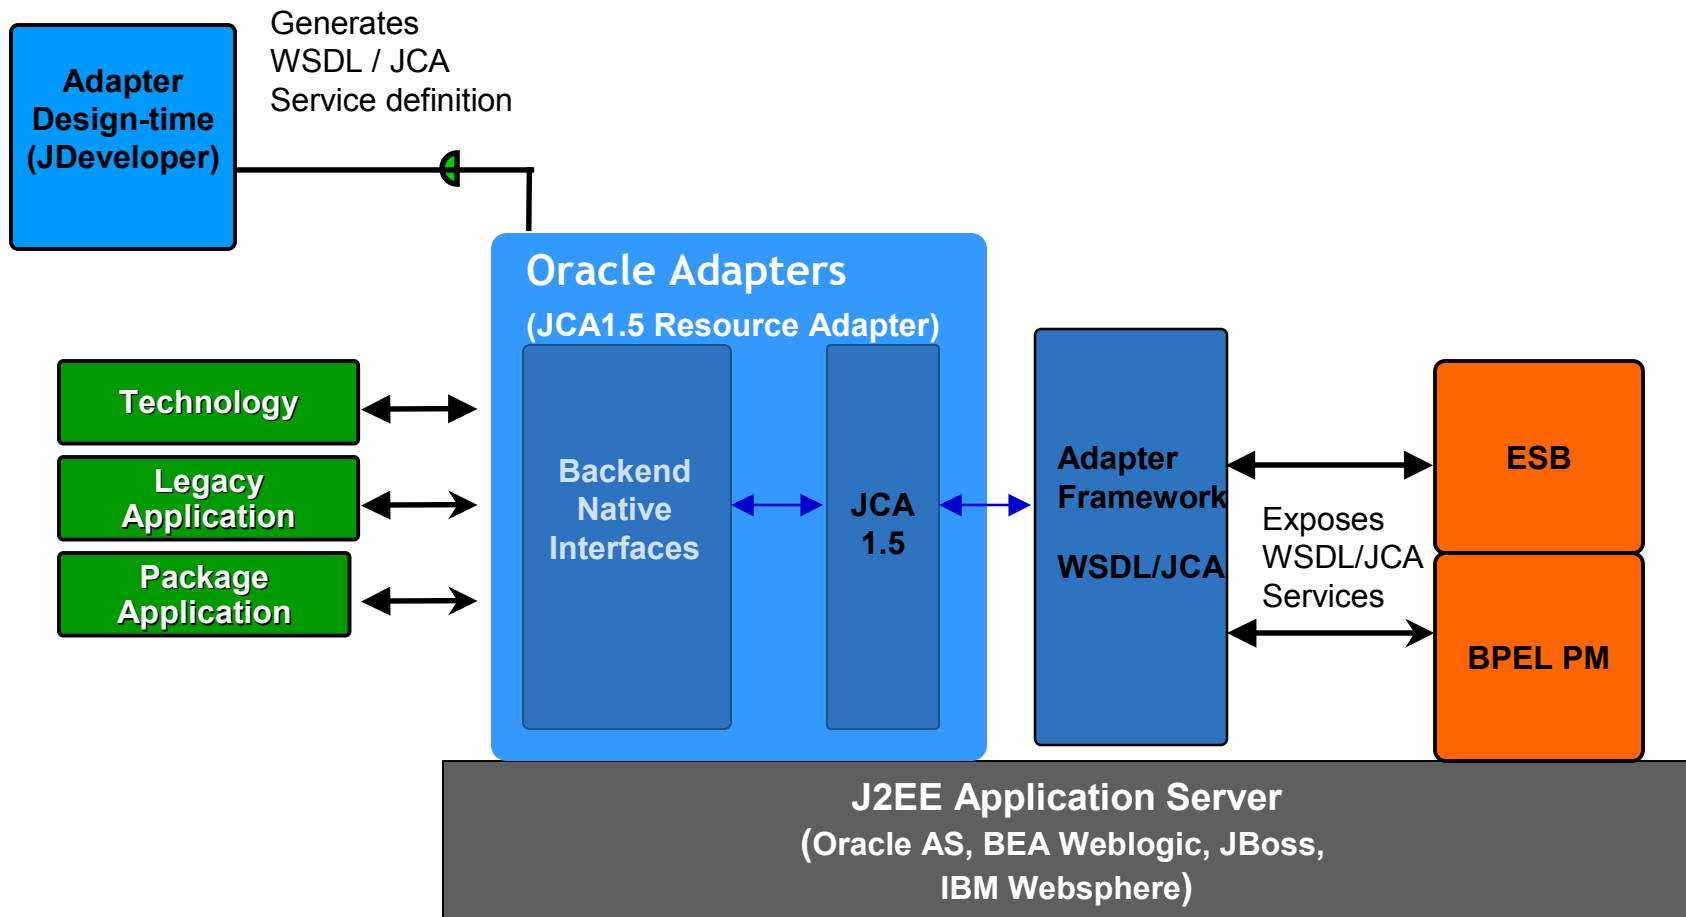 Generates
WSDL / JCA
Service definition
Adapter
Design-time
(JDeveloper)
Oracle Adapters
(JCA1.5 Resource Adapter)
Technology
Legacy
Application
Package
Application
Backend
Native
Interfaces
JCA
1.5
Adapter
Framework
WSDL/JCA
Exposes
WSDL/JCA
Services
ESB
BPEL PM
J2EE Application Server
(Oracle AS, BEA Weblogic, JBoss,
IBM Websphere)